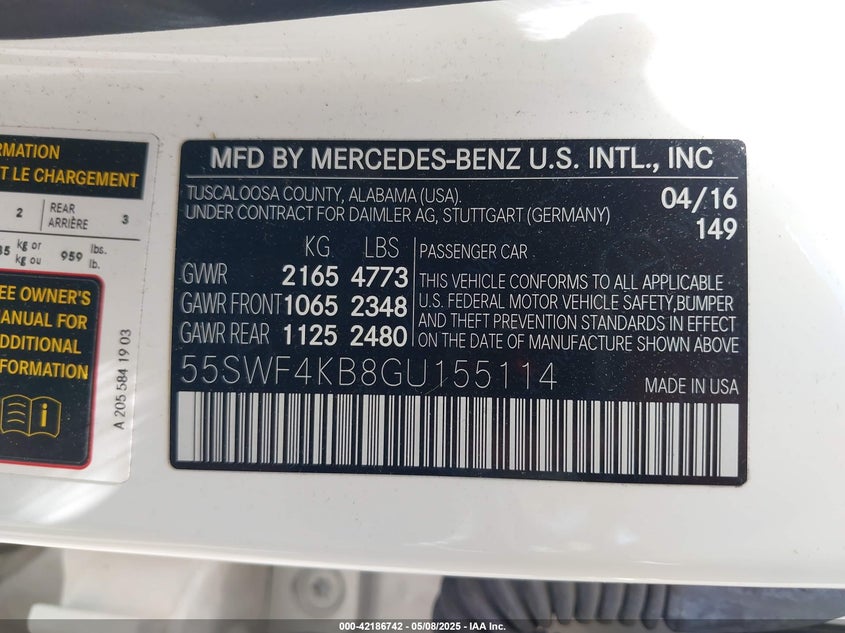 RMATION
T LE CHARGEMENT
2 REAR ARRIÈRE 3
kg or kg ou 959 lbs. lb.
EE OWNER'S
MANUAL FOR
ADDITIONAL
INFORMATION
A 205 584 19 03
MFD BY MERCEDES-BENZ U.S. INTL., INC
TUSCALOOSA COUNTY, ALABAMA (USA). 04/16
UNDER CONTRACT FOR DAIMLER AG, STUTTGART (GERMANY) 149
KG LBS PASSENGER CAR
GVWR 2165 4773
GAWR FRONT 1065 2348
GAWR REAR 1125 2480
THIS VEHICLE CONFORMS TO ALL APPLICABLE
U.S. FEDERAL MOTOR VEHICLE SAFETY,BUMPER
AND THEFT PREVENTION STANDARDS IN EFFECT
ON THE DATE OF MANUFACTURE SHOWN ABOVE
55SWF4KB8GU155114 MADE IN USA
000-42186742 - 05/08/2025 - © IAA Inc.